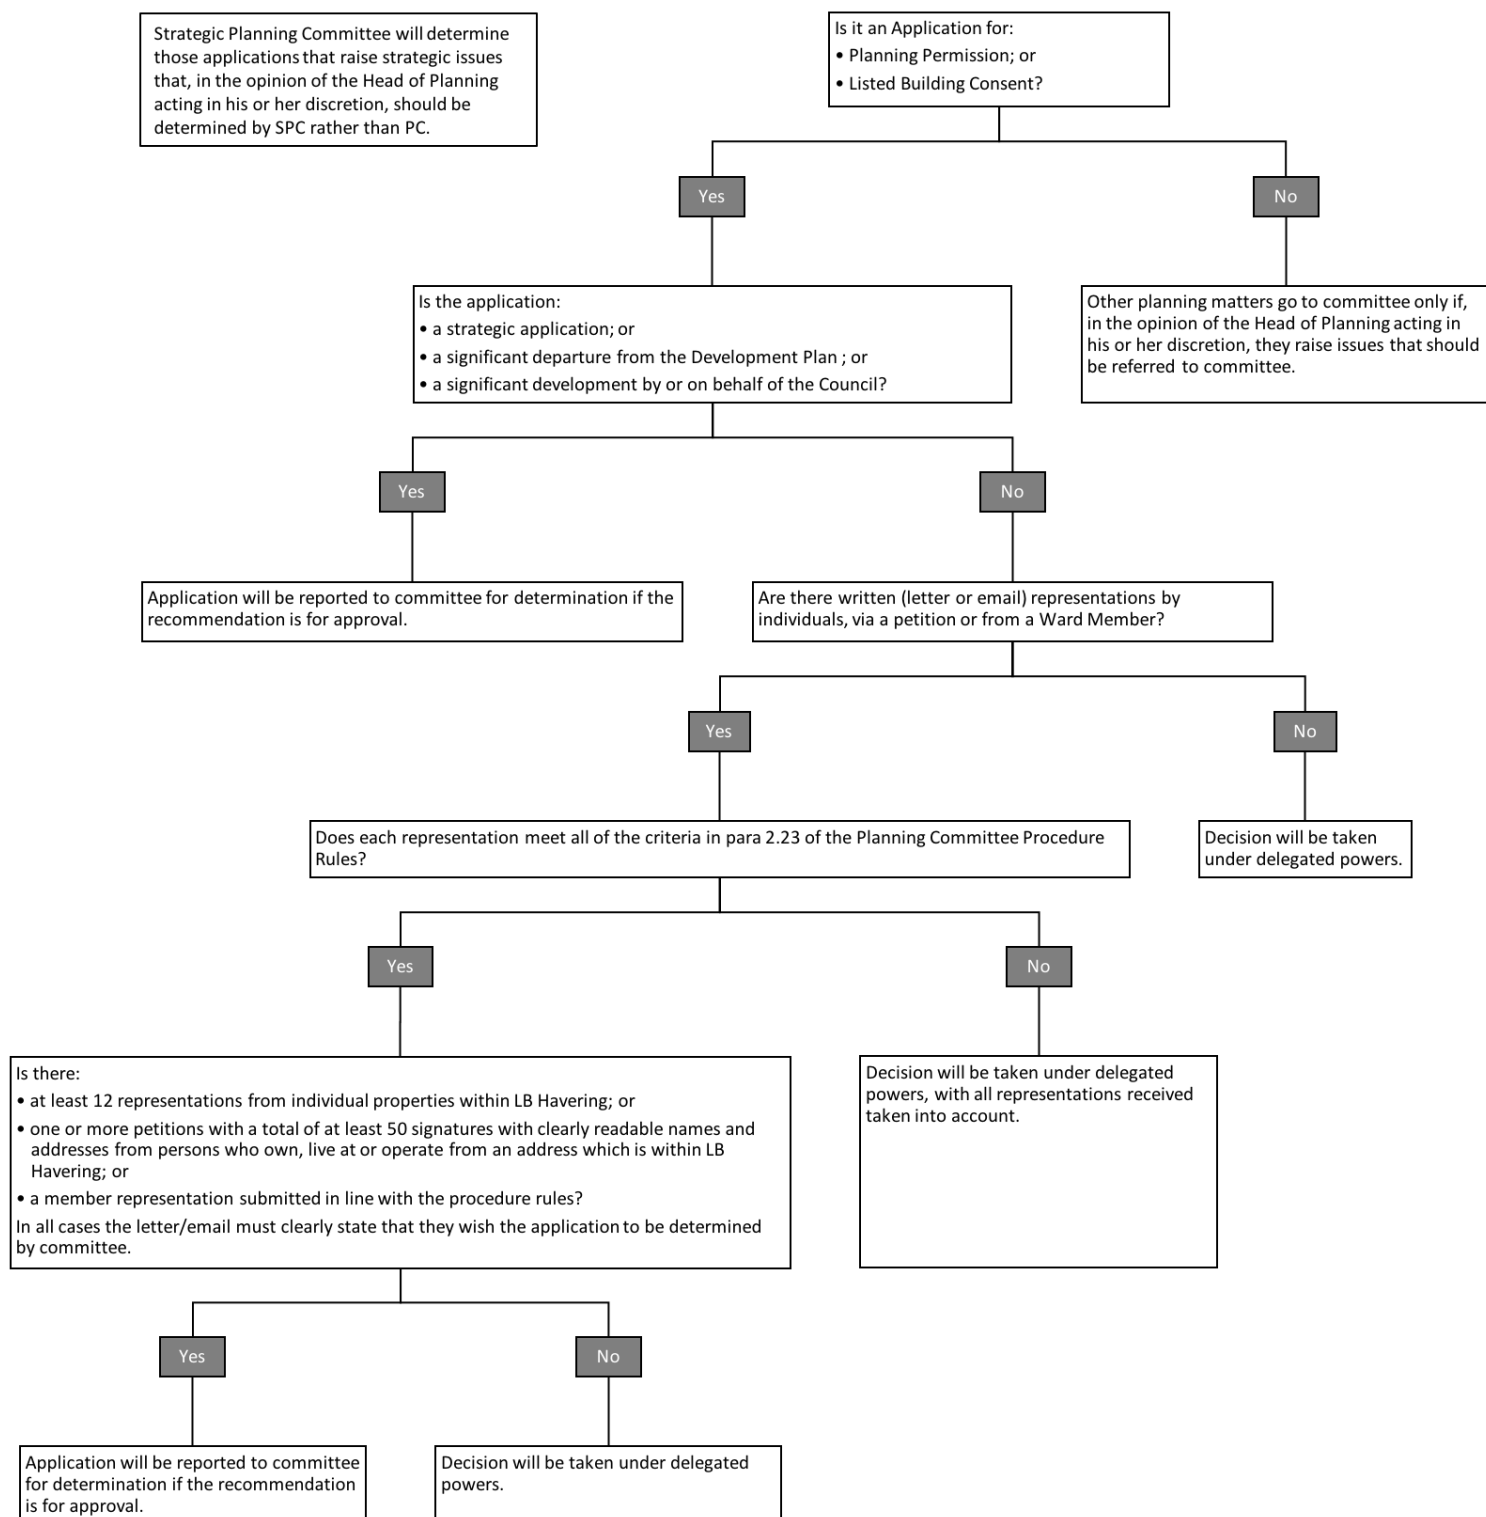 Strategic Planning Committee will determine
those applications that raise strategic issues
that, in the opinion of the Head of Planning
acting in his or her discretion, should be
determined by SPC rather than PC.
Is it an Application for:
• Planning Permission; or
• Listed Building Consent?
Yes
No
Is the application:
• a strategic application; or
• a significant departure from the Development Plan ; or
• a significant development by or on behalf of the Council?
Other planning matters go to committee only if,
in the opinion of the Head of Planning acting in
his or her discretion, they raise issues that should
be referred to committee.
Yes
No
Application will be reported to committee for determination if the
recommendation is for approval.
Are there written (letter or email) representations by
individuals, via a petition or from a Ward Member?
Yes
No
Does each representation meet all of the criteria in para 2.23 of the Planning Committee Procedure
Rules?
Decision will be taken
under delegated powers.
Yes
No
Is there:
• at least 12 representations from individual properties within LB Havering; or
• one or more petitions with a total of at least 50 signatures with clearly readable names and
addresses from persons who own, live at or operate from an address which is within LB
Havering; or
• a member representation submitted in line with the procedure rules?
In all cases the letter/email must clearly state that they wish the application to be determined
by committee.
Decision will be taken under delegated
powers, with all representations received
taken into account.
Yes
No
Application will be reported to committee
for determination if the recommendation
is for approval.
Decision will be taken under delegated
powers.